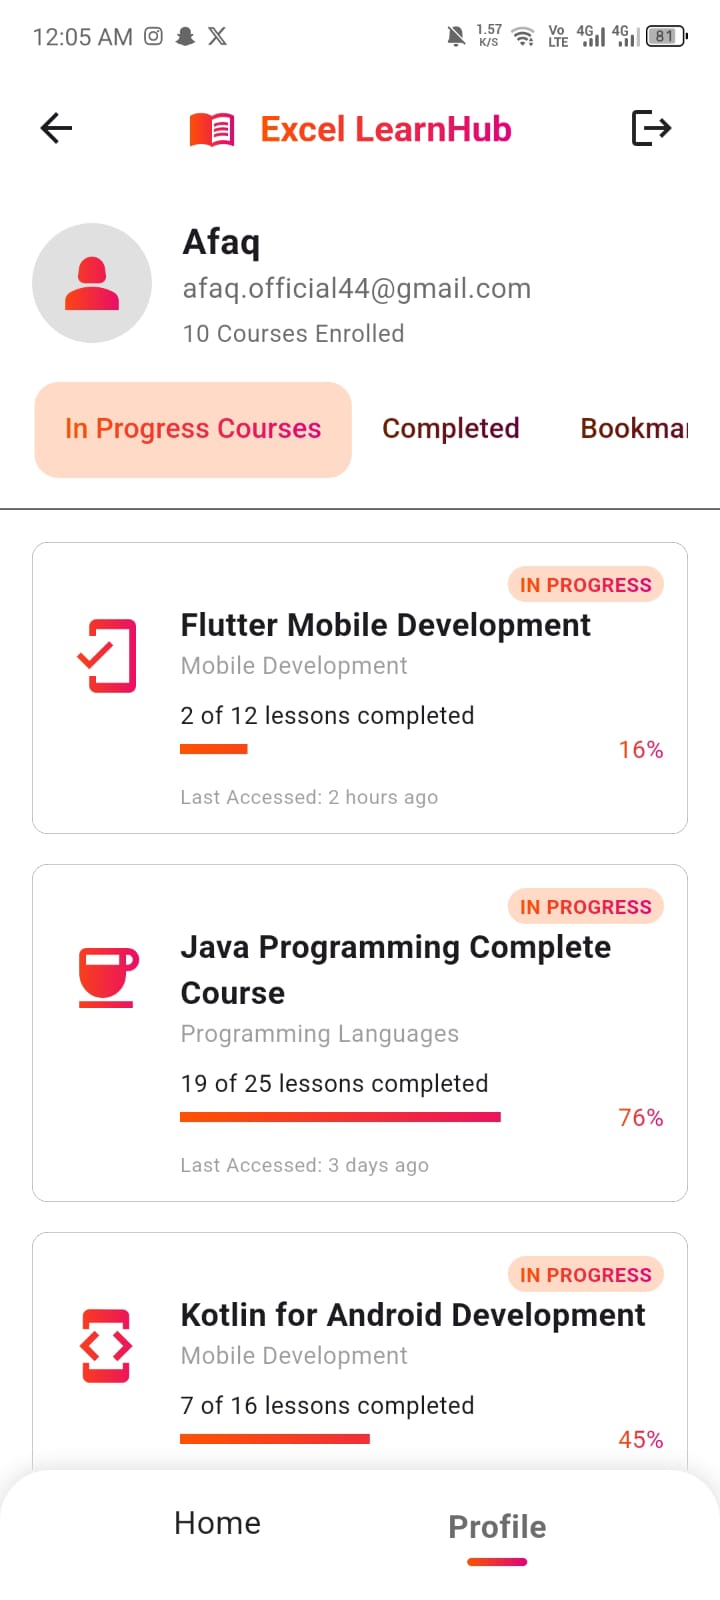 12:05 AM 1.57 K/S Vo LTE 4G 4G 81
Excel LearnHub
Afaq
afaq.official44@gmail.com
10 Courses Enrolled
In Progress Courses Completed Bookmar
IN PROGRESS
Flutter Mobile Development
Mobile Development
2 of 12 lessons completed
16%
Last Accessed: 2 hours ago
IN PROGRESS
Java Programming Complete
Course
Programming Languages
19 of 25 lessons completed
76%
Last Accessed: 3 days ago
IN PROGRESS
Kotlin for Android Development
Mobile Development
7 of 16 lessons completed
45%
Home Profile